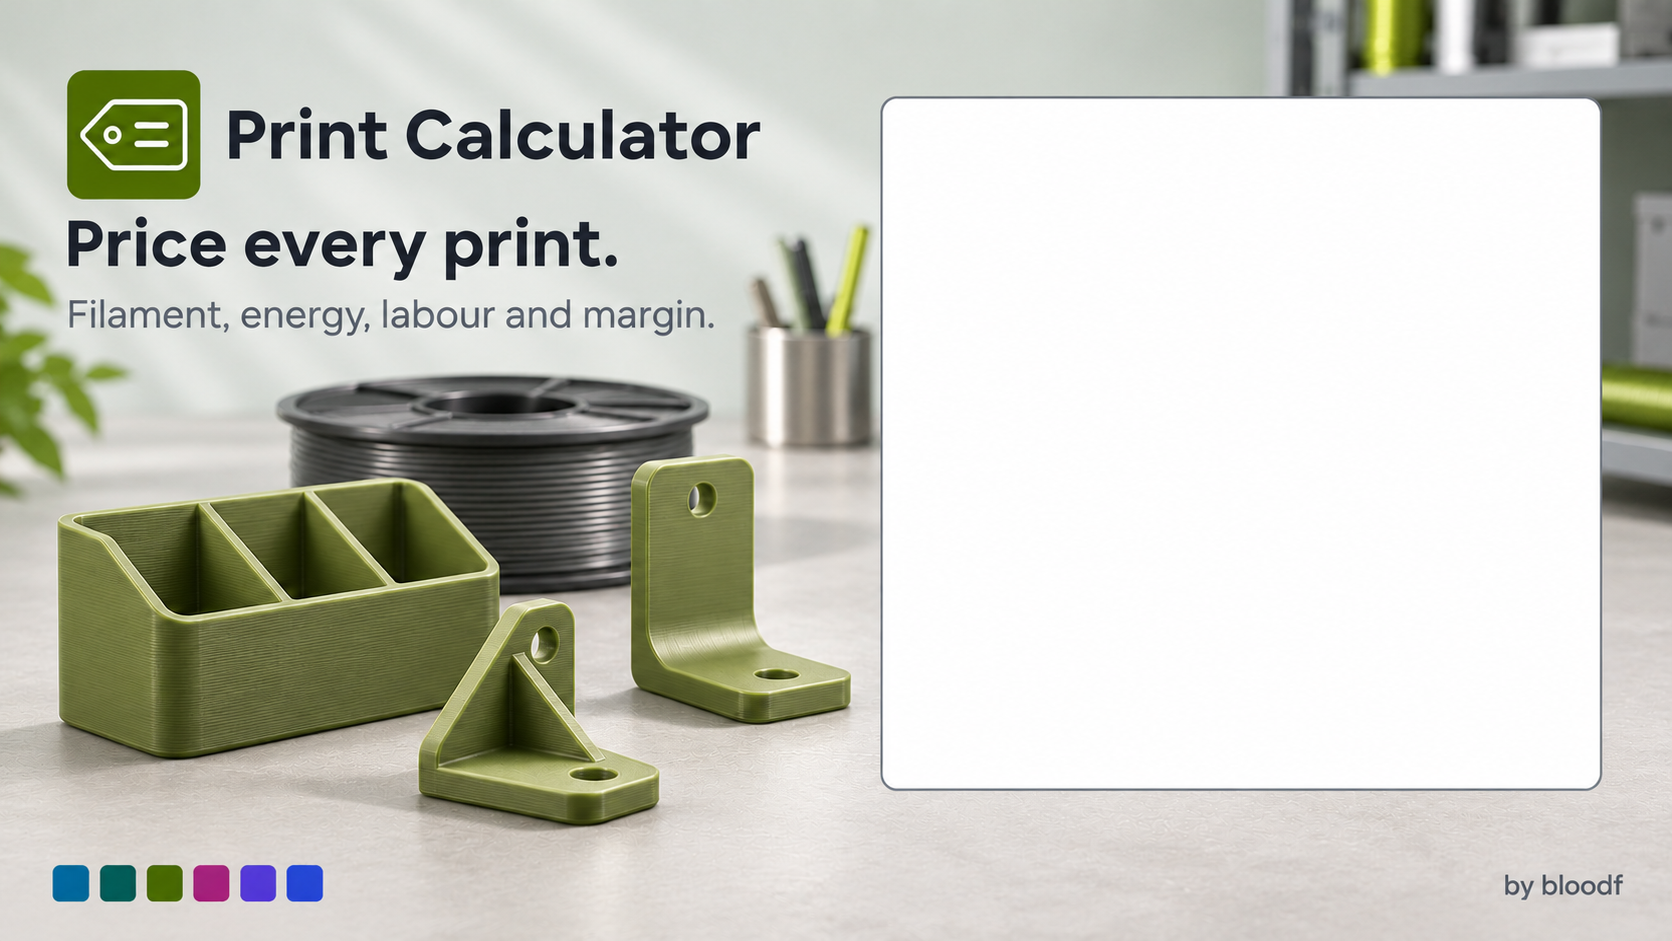 Print Calculator
Price every print.
Filament, energy, labour and margin.
by bloodf